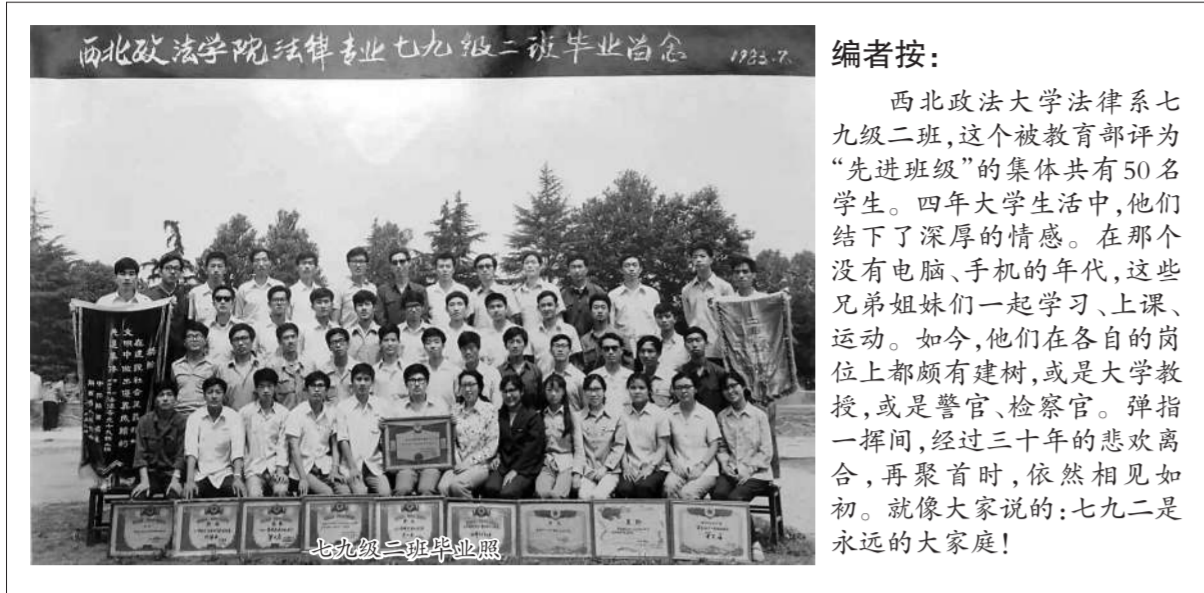 西北政法学院法律专业七九级二班毕业留念 1983.7.
七九级二班毕业照
编者按：
西北政法大学法律系七
九级二班，这个被教育部评为
“先进班级”的集体共有50名
学生。四年大学生活中，他们
结下了深厚的情感。在那个
没有电脑、手机的年代，这些
兄弟姐妹们一起学习、上课、
运动。如今，他们在各自的岗
位上都颇有建树，或是大学教
授，或是警官、检察官。弹指
一挥间，经过三十年的悲欢离
合，再聚首时，依然相见如
初。就像大家说的：七九二是
永远的大家庭！